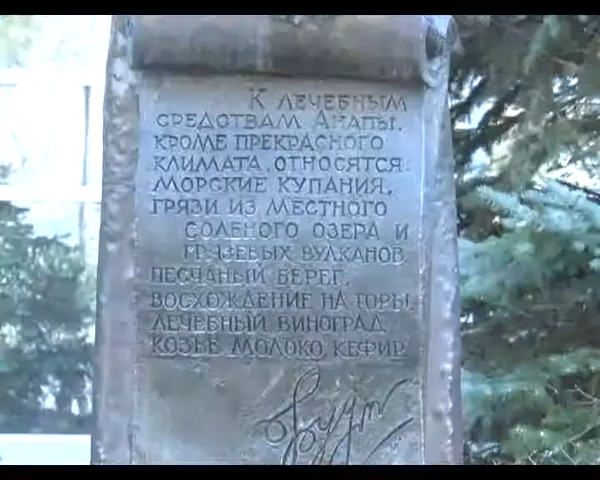 К ЛЕЧЕБНЫМ
СРЕДСТВАМ АНАПЫ,
КРОМЕ ПРЕКРАСНОГО
КЛИМАТА, ОТНОСЯТСЯ:
МОРСКИЕ КУПАНИЯ,
ГРЯЗИ ИЗ МЕСТНОГО
СОЛЕНОГО ОЗЕРА И
ГРЯЗЕВЫХ ВУЛКАНОВ,
ПЕСЧАНЫЙ БЕРЕГ,
ВОСХОЖДЕНИЕ НА ГОРЫ,
ЛЕЧЕБНЫЙ ВИНОГРАД,
КОЗЬЕ МОЛОКО, КЕФИР.